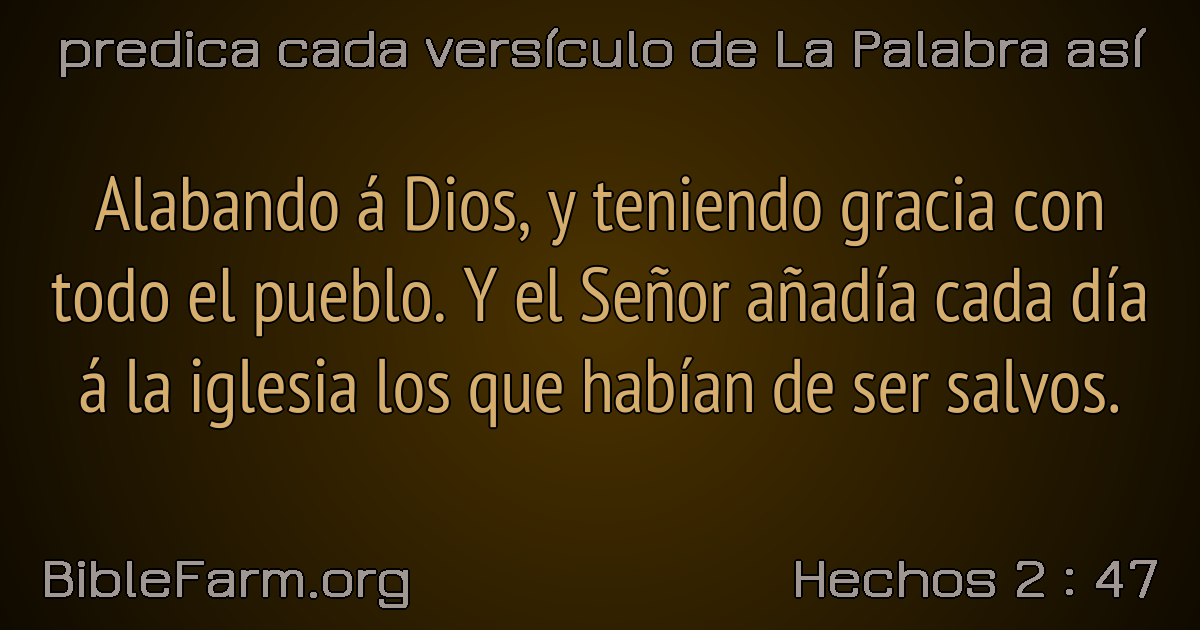 predica cada versículo de La Palabra así
Alabando á Dios, y teniendo gracia con
todo el pueblo. Y el Señor añadía cada día
á la iglesia los que habían de ser salvos.
BibleFarm.org
Hechos 2 : 47